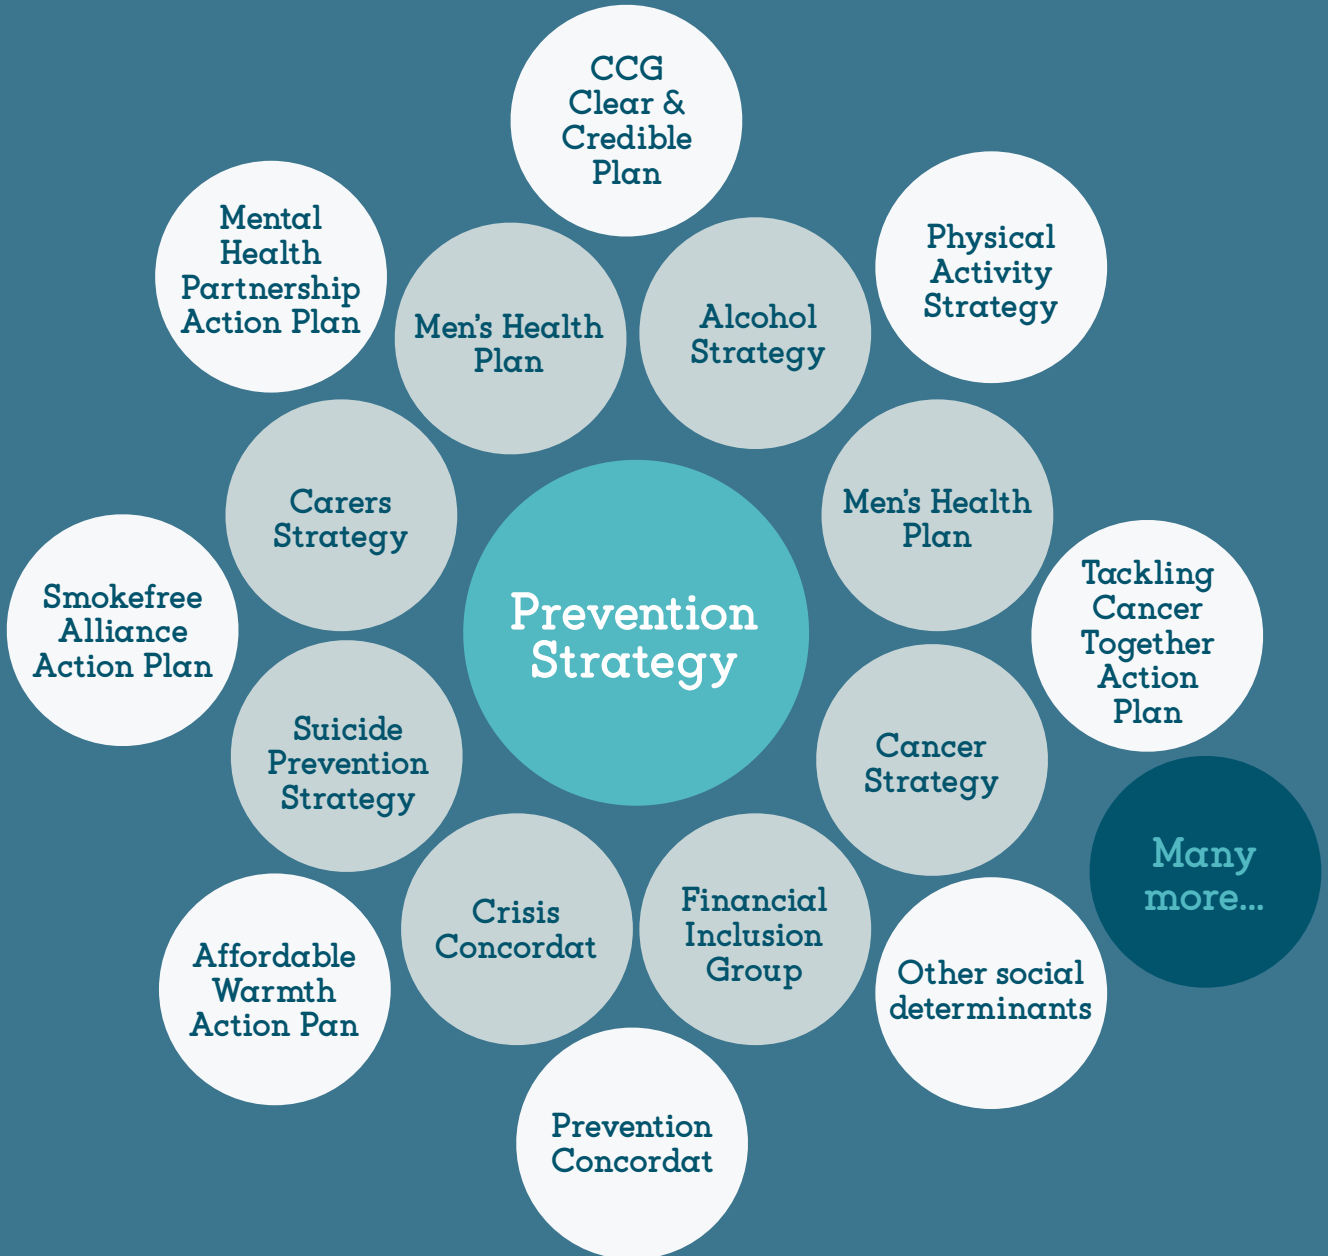 CCG
Clear &
Credible
Plan
Mental
Health
Partnership
Action Plan
Physical
Activity
Strategy
Men's Health
Plan
Alcohol
Strategy
Carers
Strategy
Men's Health
Plan
Smokefree
Alliance
Action Plan
Prevention
Strategy
Tackling
Cancer
Together
Action
Plan
Suicide
Prevention
Strategy
Cancer
Strategy
Many
more...
Crisis
Concordat
Financial
Inclusion
Group
Affordable
Warmth
Action Pan
Other social
determinants
Prevention
Concordat